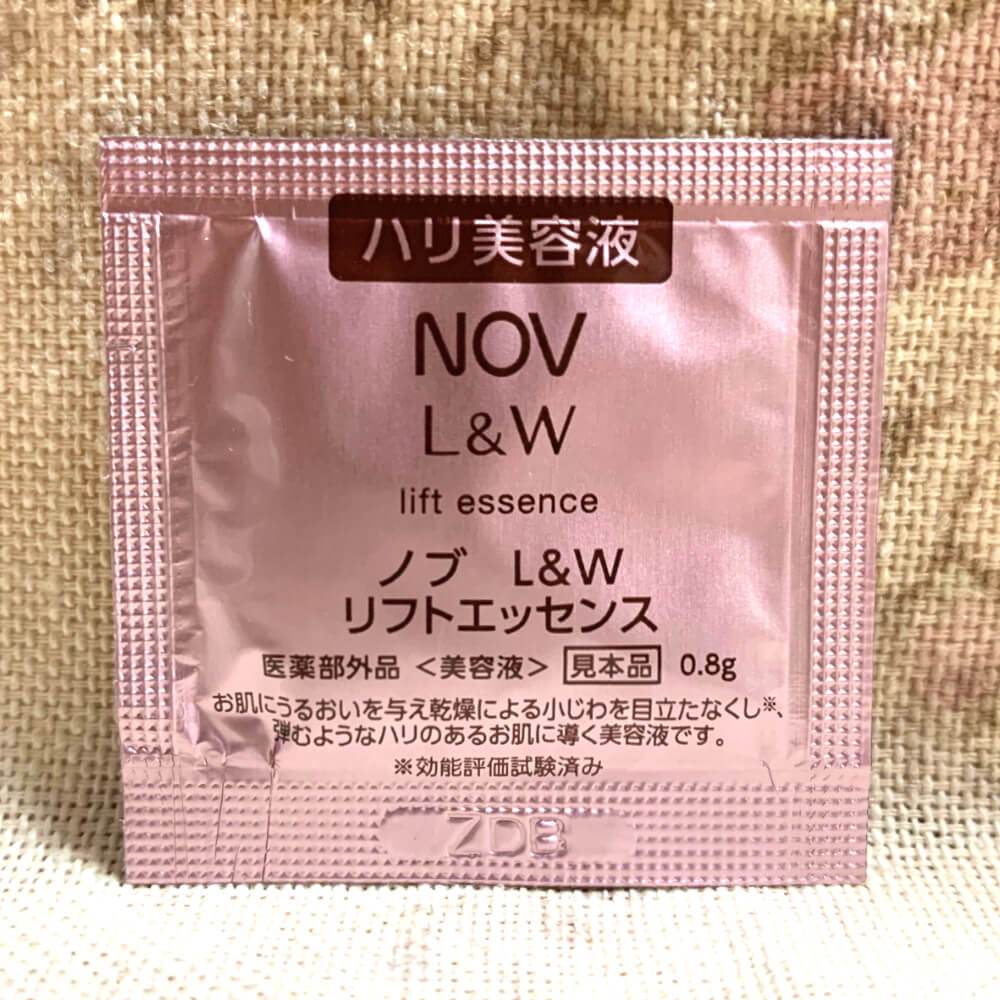 ハリ美容液
NOV
L&W
lift essence
ノブ L&W
リフトエッセンス
医薬部外品 <美容液> 見本品 0.8g
お肌にうるおいを与え乾燥による小じわを目立たなくし※、
弾むようなハリのあるお肌に導く美容液です。
※効能評価試験済み
ZDB